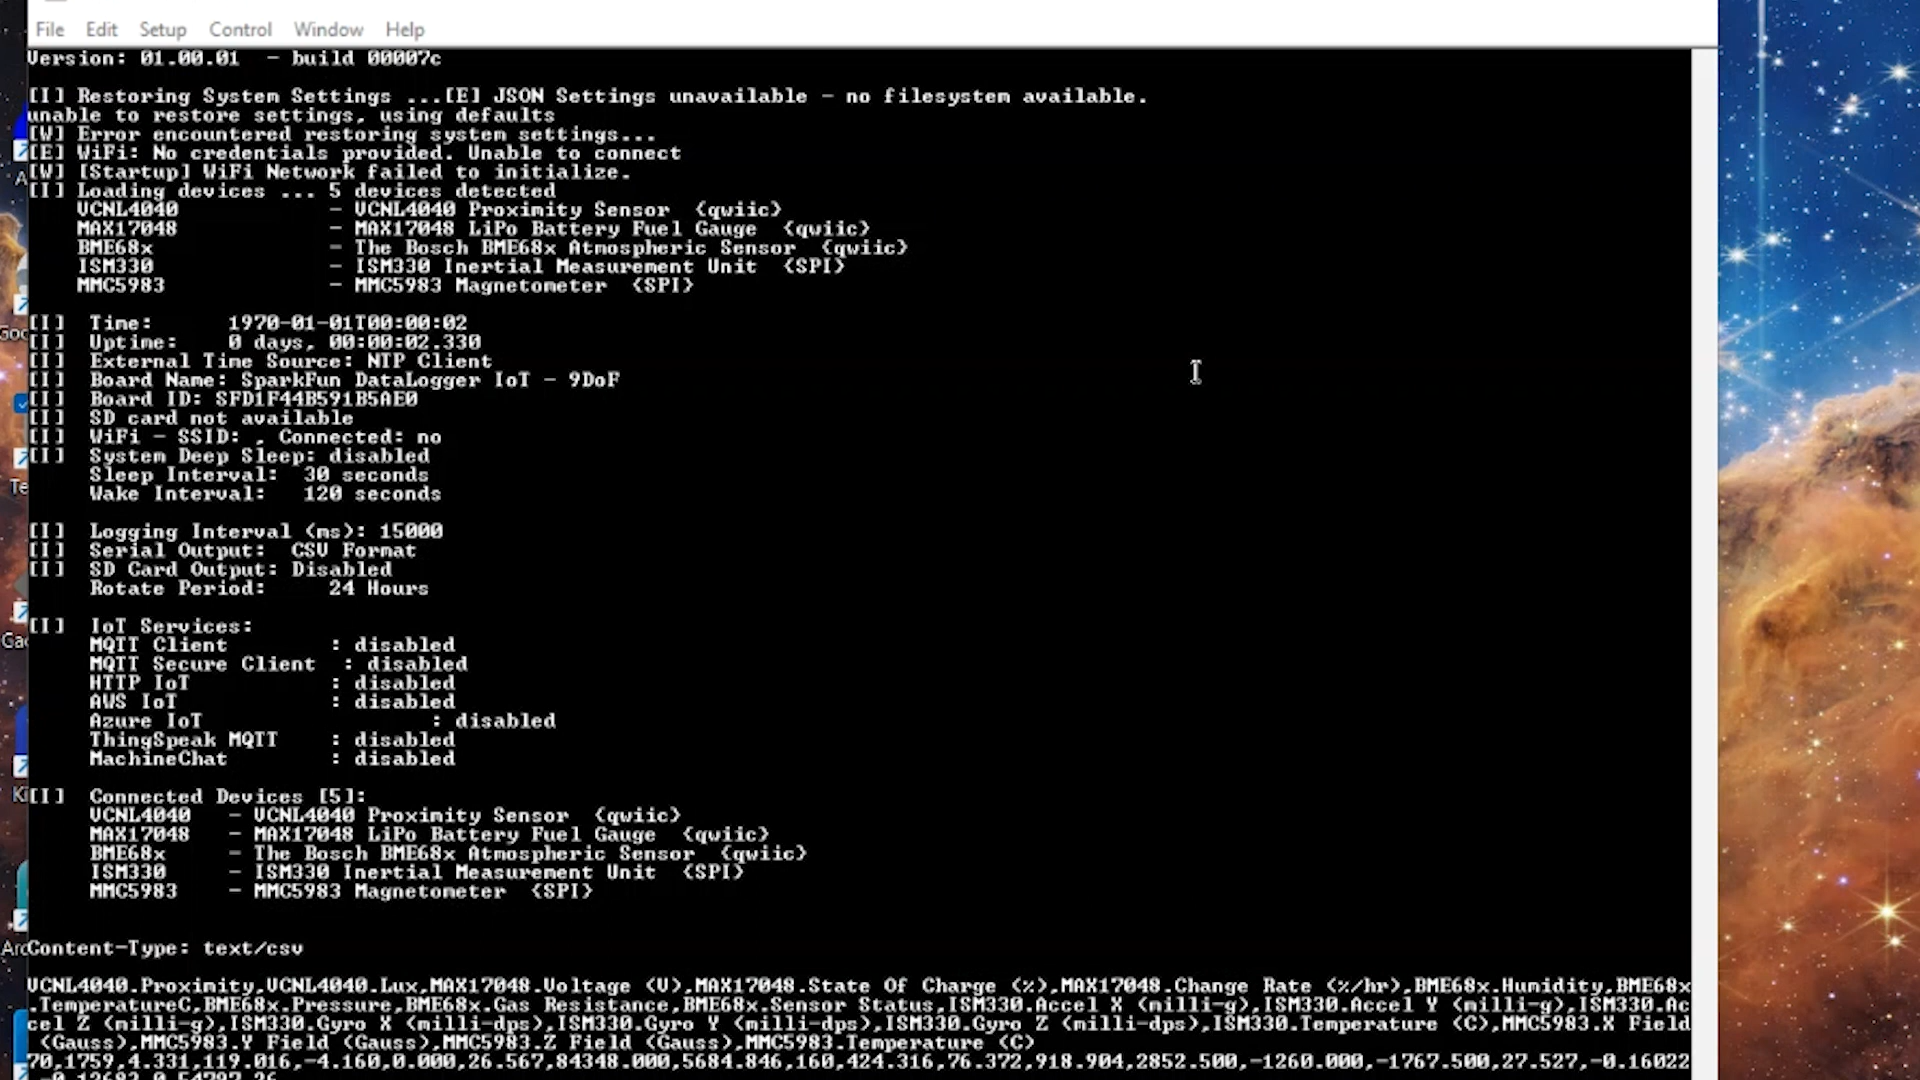 File Edit Setup Control Window Help
Version: 01.00.01 - build 00007c
[I] Restoring System Settings ...[E] JSON Settings unavailable - no filesystem available.
unable to restore settings, using defaults
[W] Error encountered restoring system settings...
[E] WiFi: No credentials provided. Unable to connect
[W] [Startup] WiFi Network failed to initialize.
[I] Loading devices ... 5 devices detected
VCNL4040 - VCNL4040 Proximity Sensor {qwiic}
MAX17048 - MAX17048 LiPo Battery Fuel Gauge {qwiic}
BME68x - The Bosch BME68x Atmospheric Sensor {qwiic}
ISM330 - ISM330 Inertial Measurement Unit {SPI}
MMC5983 - MMC5983 Magnetometer {SPI}
[I] Time: 1970-01-01T00:00:02
[I] Uptime: 0 days, 00:00:02.330
[I] External Time Source: NTP Client
[I] Board Name: SparkFun DataLogger IoT - 9DoF
[I] Board ID: SFD1F44B591B5AE0
[I] SD card not available
[I] WiFi - SSID: , Connected: no
[I] System Deep Sleep: disabled
Sleep Interval: 30 seconds
Wake Interval: 120 seconds
[I] Logging Interval (ms): 15000
[I] Serial Output: CSV Format
[I] SD Card Output: Disabled
Rotate Period: 24 Hours
[I] IoT Services:
MQTT Client : disabled
MQTT Secure Client : disabled
HTTP IoT : disabled
AWS IoT : disabled
Azure IoT : disabled
ThingSpeak MQTT : disabled
MachineChat : disabled
[I] Connected Devices [5]:
VCNL4040 - VCNL4040 Proximity Sensor {qwiic}
MAX17048 - MAX17048 LiPo Battery Fuel Gauge {qwiic}
BME68x - The Bosch BME68x Atmospheric Sensor {qwiic}
ISM330 - ISM330 Inertial Measurement Unit {SPI}
MMC5983 - MMC5983 Magnetometer {SPI}
Content-Type: text/csv
VCNL4040.Proximity,VCNL4040.Lux,MAX17048.Voltage (V),MAX17048.State Of Charge (%),MAX17048.Change Rate (%/hr),BME68x.Humidity,BME68x
.TemperatureC,BME68x.Pressure,BME68x.Gas Resistance,BME68x.Sensor Status,ISM330.Accel X (milli-g),ISM330.Accel Y (milli-g),ISM330.Ac
cel Z (milli-g),ISM330.Gyro X (milli-dps),ISM330.Gyro Y (milli-dps),ISM330.Gyro Z (milli-dps),ISM330.Temperature (C),MMC5983.X Field
(Gauss),MMC5983.Y Field (Gauss),MMC5983.Z Field (Gauss),MMC5983.Temperature (C)
70,1759,4.331,119.016,-4.160,0.000,26.567,84348.000,5684.846,160,424.316,76.372,918.904,2852.500,-1260.000,-1767.500,27.527,-0.16022